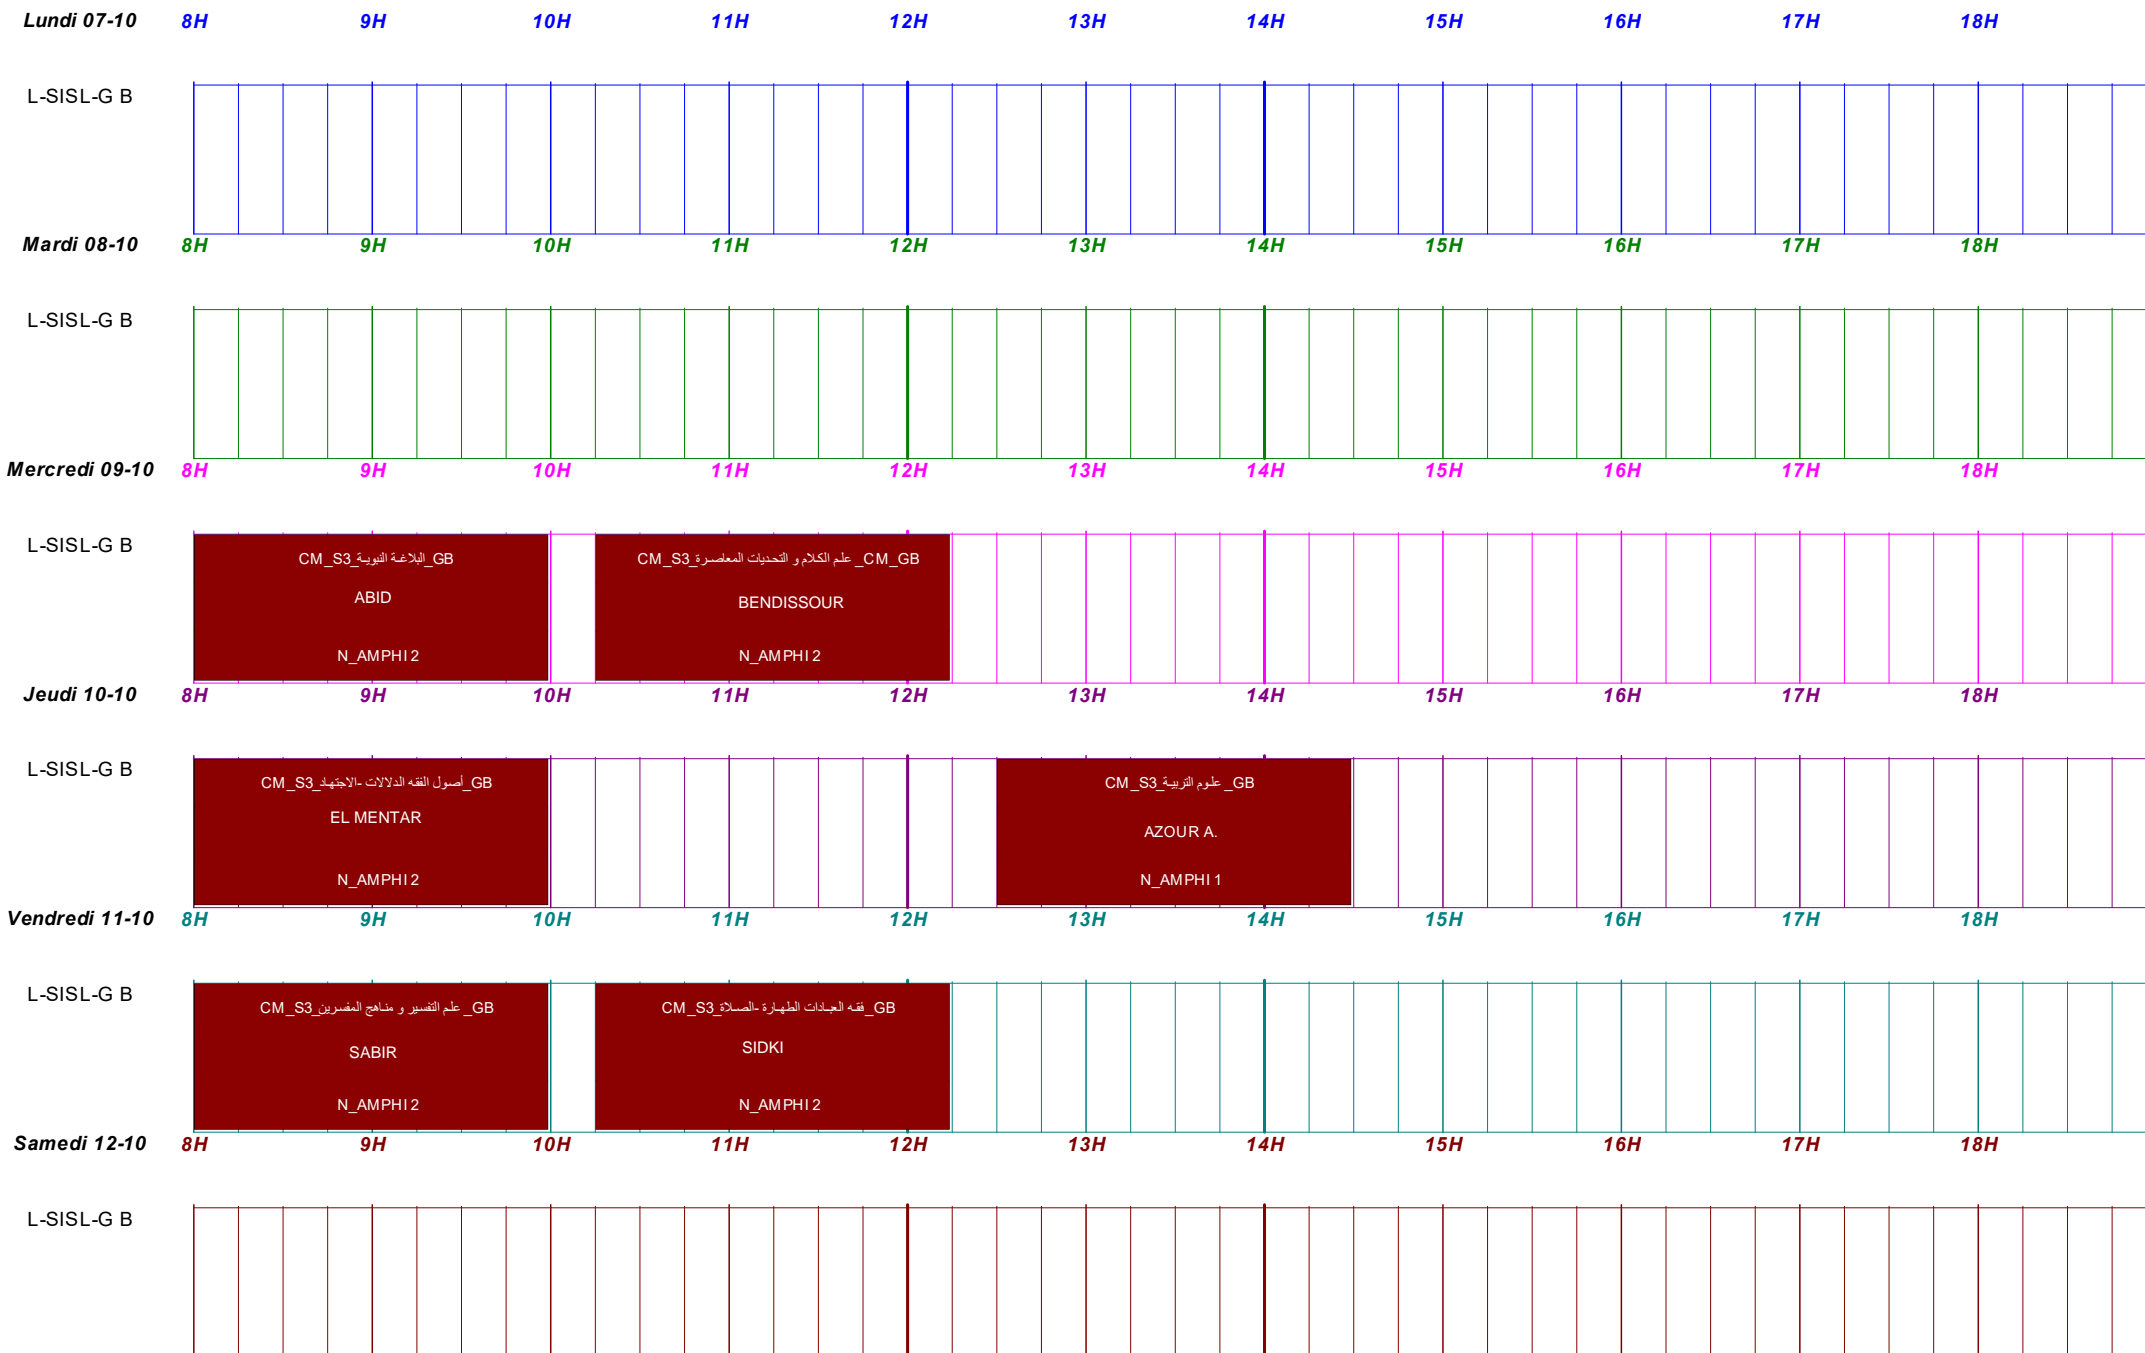 Lundi 07-10 8H 9H 10H 11H 12H 13H 14H 15H 16H 17H 18H
L-SISL-G B
Mardi 08-10 8H 9H 10H 11H 12H 13H 14H 15H 16H 17H 18H
L-SISL-G B
Mercredi 09-10 8H 9H 10H 11H 12H 13H 14H 15H 16H 17H 18H
L-SISL-G B
CM_S3_البلاغة النبوية_GB
ABID
N_AMPHI 2
CM_S3_علم الكلام و التحديات المعاصرة _CM_GB
BENDISSOUR
N_AMPHI 2
Jeudi 10-10 8H 9H 10H 11H 12H 13H 14H 15H 16H 17H 18H
L-SISL-G B
CM_S3_أصول الفقه الدلالات -الاجتهاد_GB
EL MENTAR
N_AMPHI 2
CM_S3_علوم التربية _GB
AZOUR A.
N_AMPHI 1
Vendredi 11-10 8H 9H 10H 11H 12H 13H 14H 15H 16H 17H 18H
L-SISL-G B
CM_S3_علم التفسير و مناهج المفسرين _GB
SABIR
N_AMPHI 2
CM_S3_فقه العبادات الطهارة -الصلاة_GB
SIDKI
N_AMPHI 2
Samedi 12-10 8H 9H 10H 11H 12H 13H 14H 15H 16H 17H 18H
L-SISL-G B